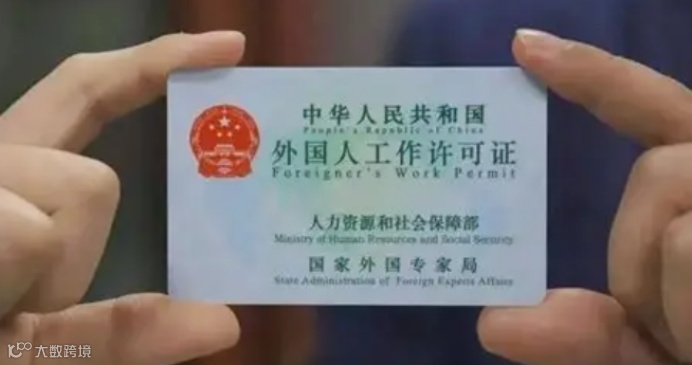 中华人民共和国
People's Republic of China
外国人工作许可证
Foreigner's Work Permit
人力资源和社会保障部
Ministry of Human Resources and Social Security
国家外国专家局
State Administration of Foreign Experts Affairs
大数跨境